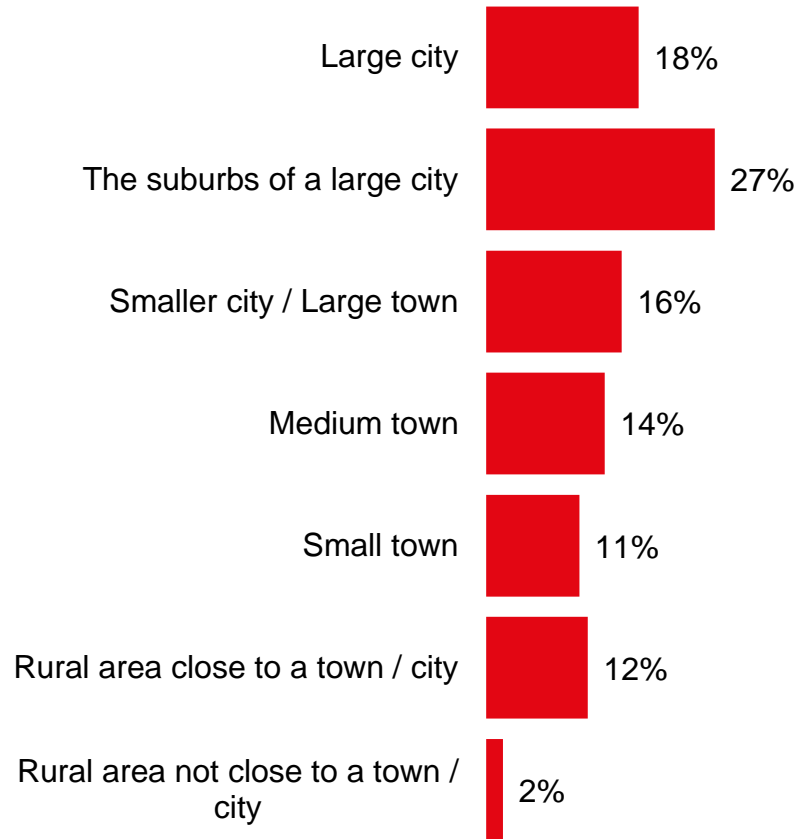 Large city 18%
The suburbs of a large city 27%
Smaller city / Large town 16%
Medium town 14%
Small town 11%
Rural area close to a town / city 12%
Rural area not close to a town /
city 2%